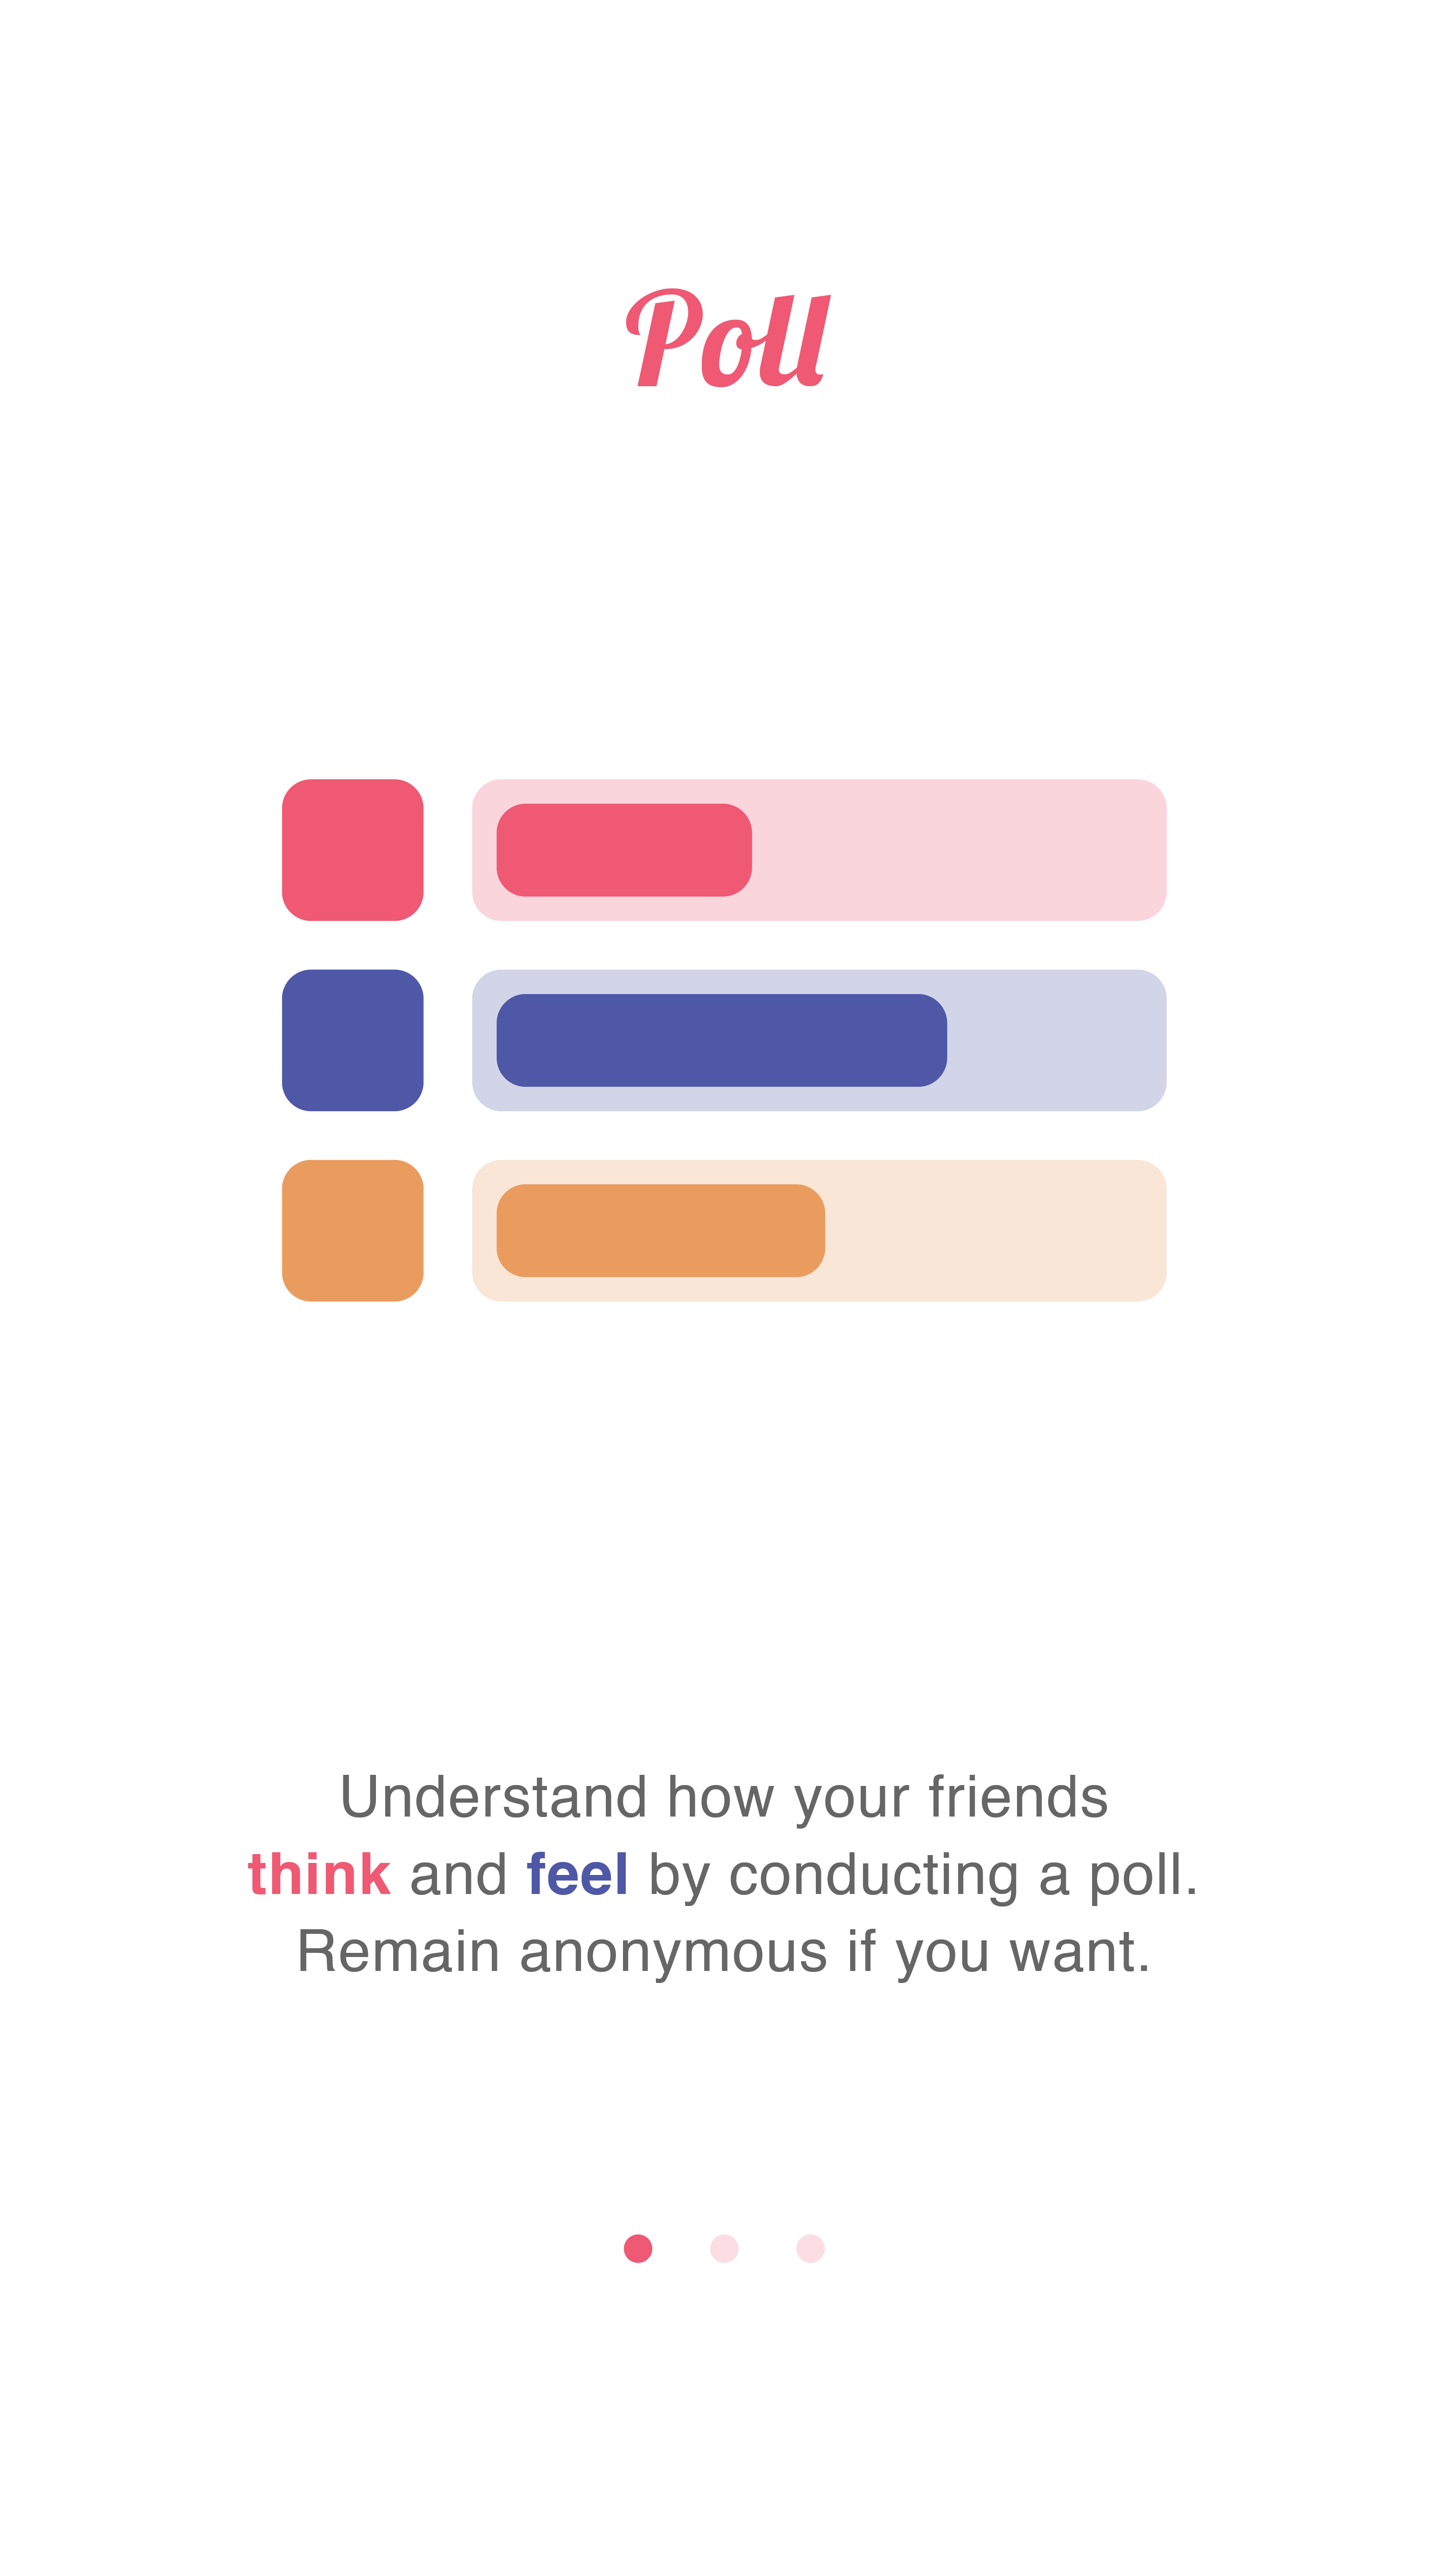 Poll
Understand how your friends
think and feel by conducting a poll.
Remain anonymous if you want.